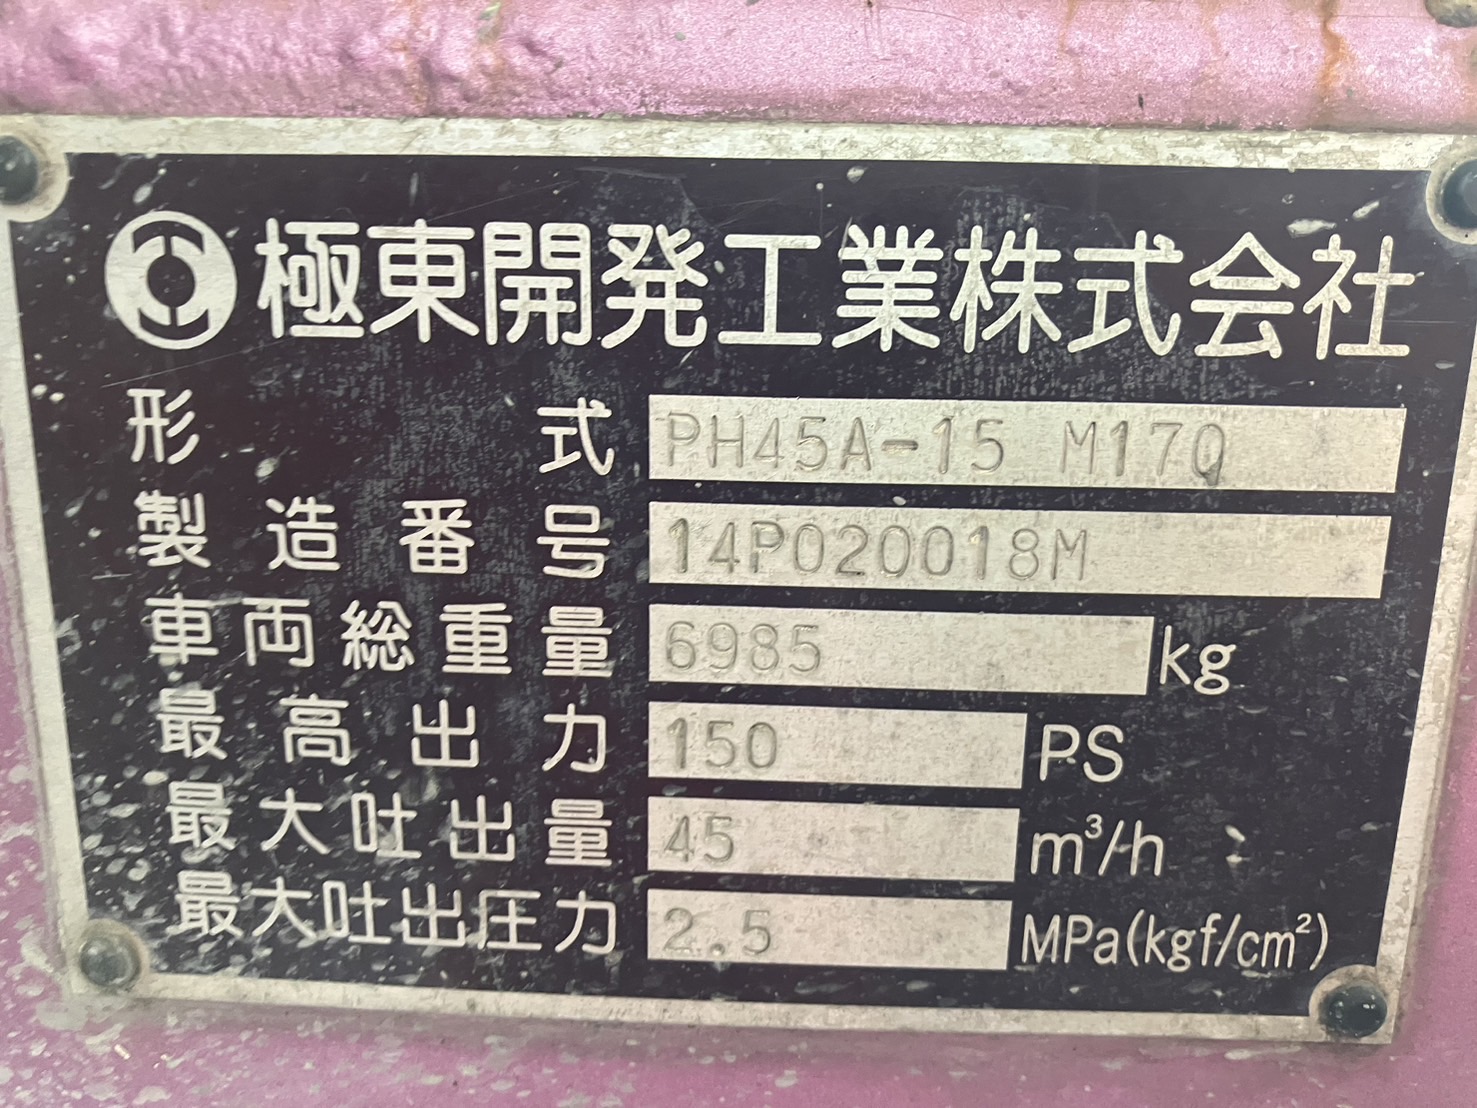 極東開発工業株式会社
形式 PH45A-15 M17Q
製造番号 14P020018M
車両総重量 6985 kg
最高出力 150 PS
最大吐出量 45 m³/h
最大吐出圧力 2.5 MPa(kgf/cm²)